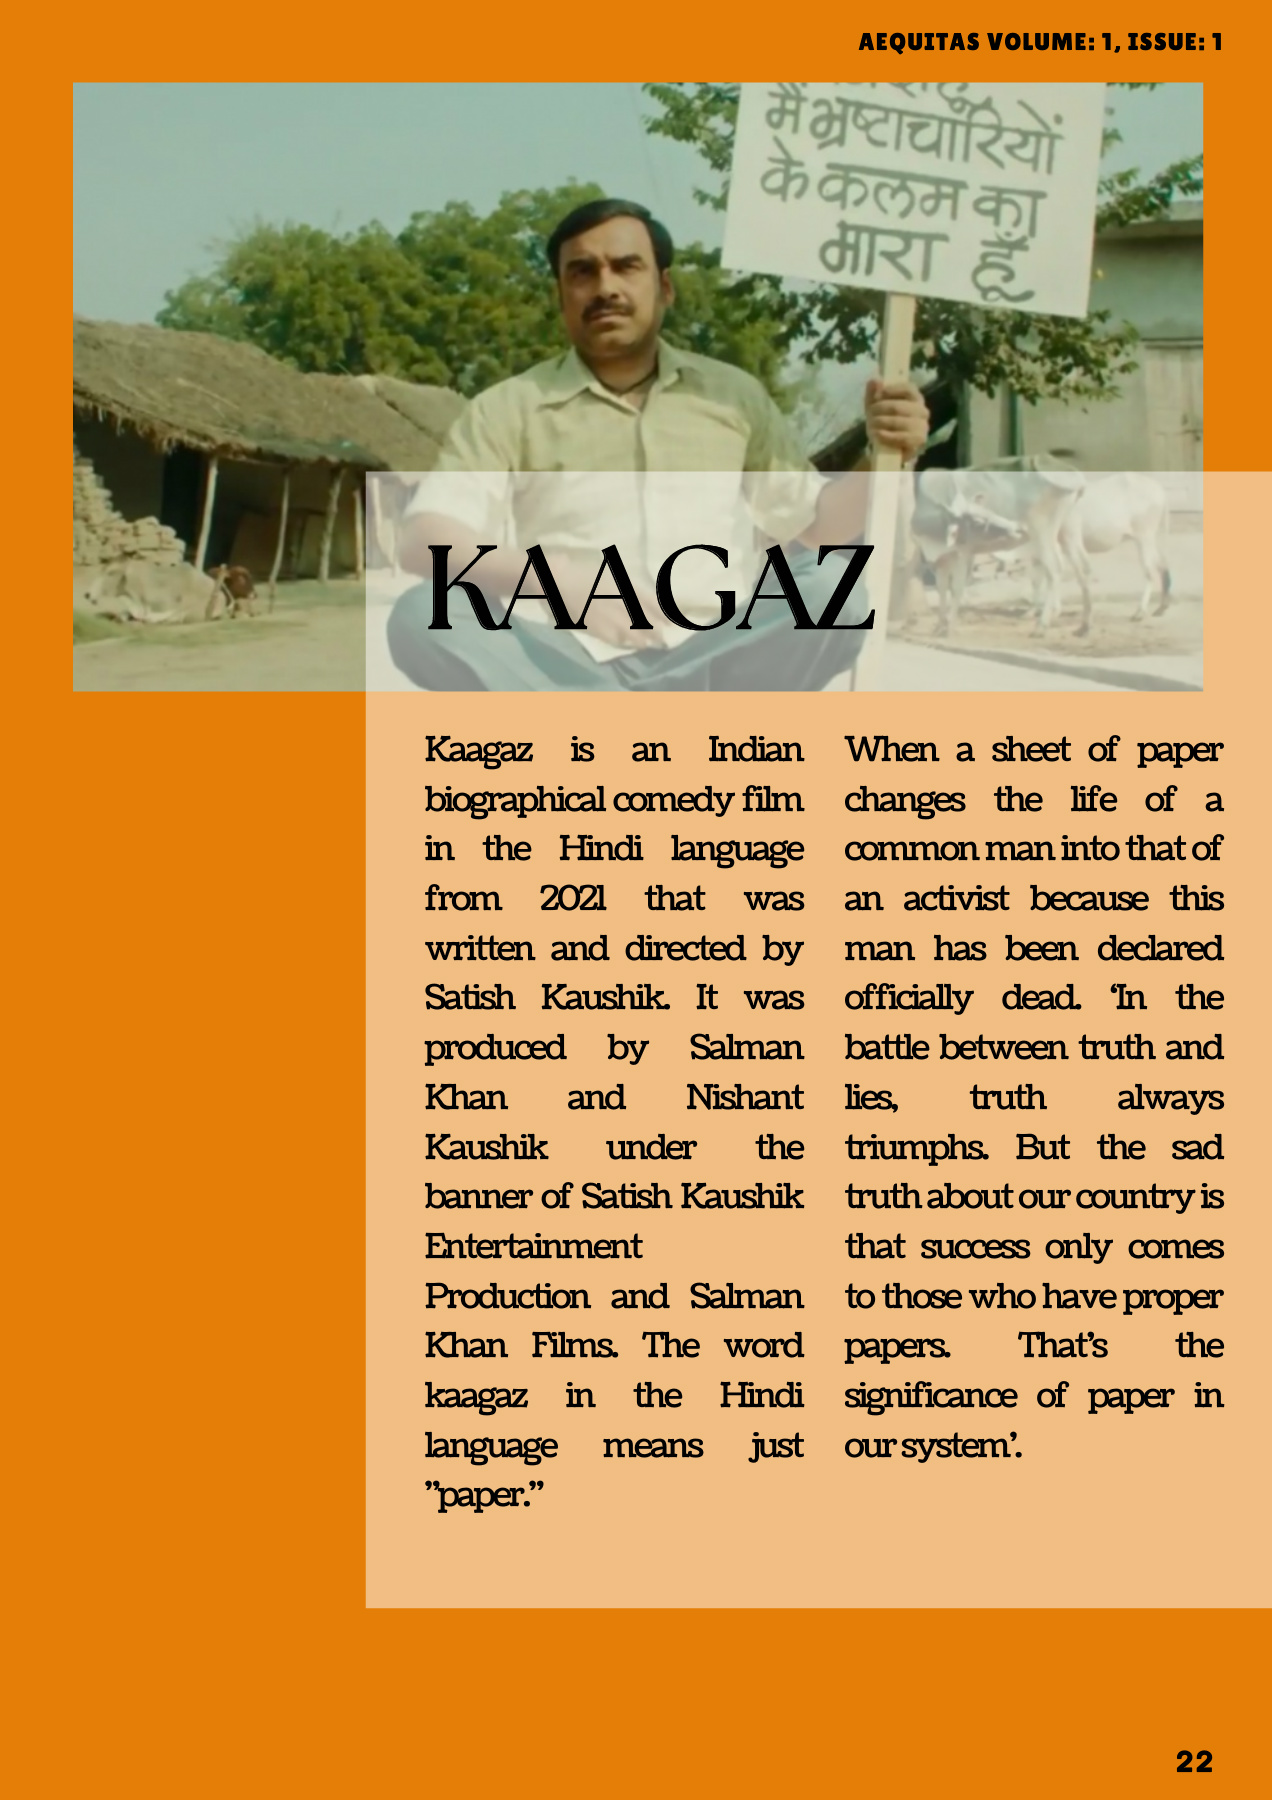 AEQUITAS VOLUME: 1, ISSUE: 1
मैं भ्रष्टाचारियों
के कलम का
मारा हूँ
KAAGAZ
Kaagaz is an Indian
biographical comedy film
in the Hindi language
from 2021 that was
written and directed by
Satish Kaushik. It was
produced by Salman
Khan and Nishant
Kaushik under the
banner of Satish Kaushik
Entertainment
Production and Salman
Khan Films. The word
kaagaz in the Hindi
language means just
”paper.”
When a sheet of paper
changes the life of a
common man into that of
an activist because this
man has been declared
officially dead. ‘In the
battle between truth and
lies, truth always
triumphs. But the sad
truth about our country is
that success only comes
to those who have proper
papers. That’s the
significance of paper in
our system’.
22